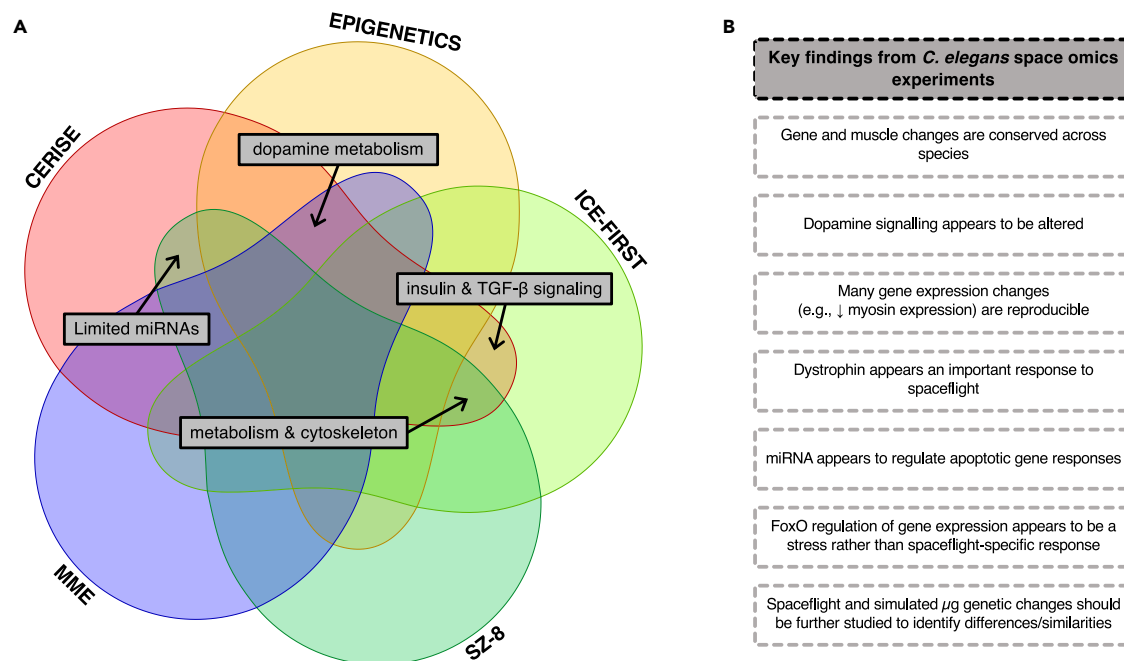 A
EPIGENETICS
CERISE
dopamine metabolism
ICE-FIRST
insulin & TGF-β signaling
Limited miRNAs
metabolism & cytoskeleton
MME
SZ-8
B
Key findings from C. elegans space omics
experiments
Gene and muscle changes are conserved across
species
Dopamine signalling appears to be altered
Many gene expression changes
(e.g., ↓ myosin expression) are reproducible
Dystrophin appears an important response to
spaceflight
miRNA appears to regulate apoptotic gene responses
FoxO regulation of gene expression appears to be a
stress rather than spaceflight-specific response
Spaceflight and simulated µg genetic changes should
be further studied to identify differences/similarities